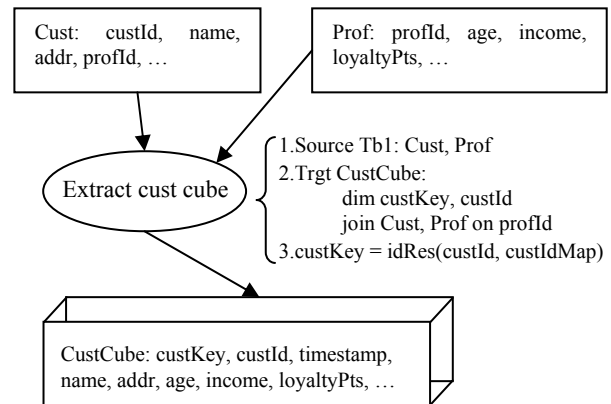 Cust: custId, name,
addr, profId, …
Prof: profId, age, income,
loyaltyPts, …
Extract cust cube
1.Source Tb1: Cust, Prof
2.Trgt CustCube:
dim custKey, custId
join Cust, Prof on profId
3.custKey = idRes(custId, custIdMap)
CustCube: custKey, custId, timestamp,
name, addr, age, income, loyaltyPts, …